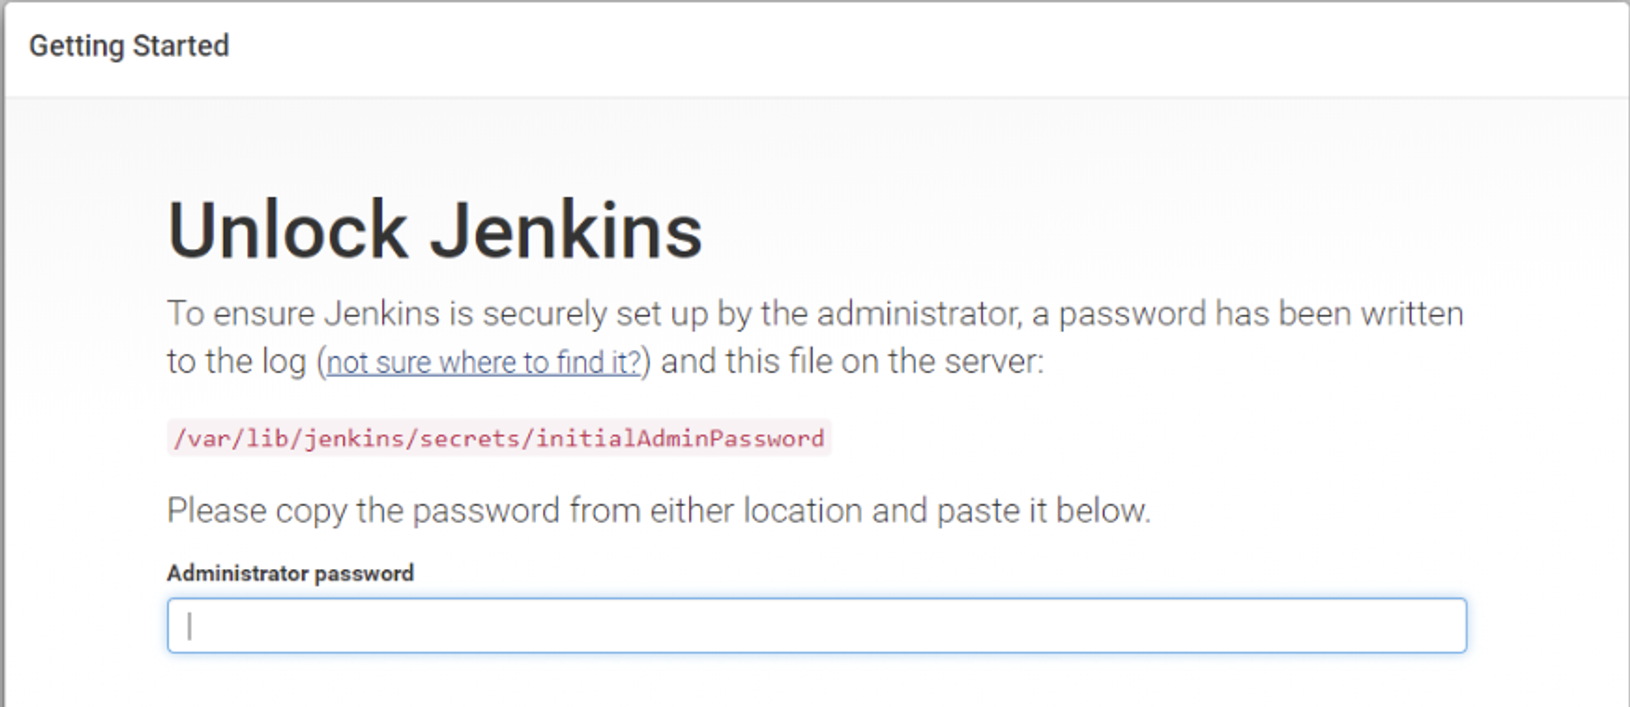 Getting Started
Unlock Jenkins
To ensure Jenkins is securely set up by the administrator, a password has been written
to the log (not sure where to find it?) and this file on the server:
/var/lib/jenkins/secrets/initialAdminPassword
Please copy the password from either location and paste it below.
Administrator password